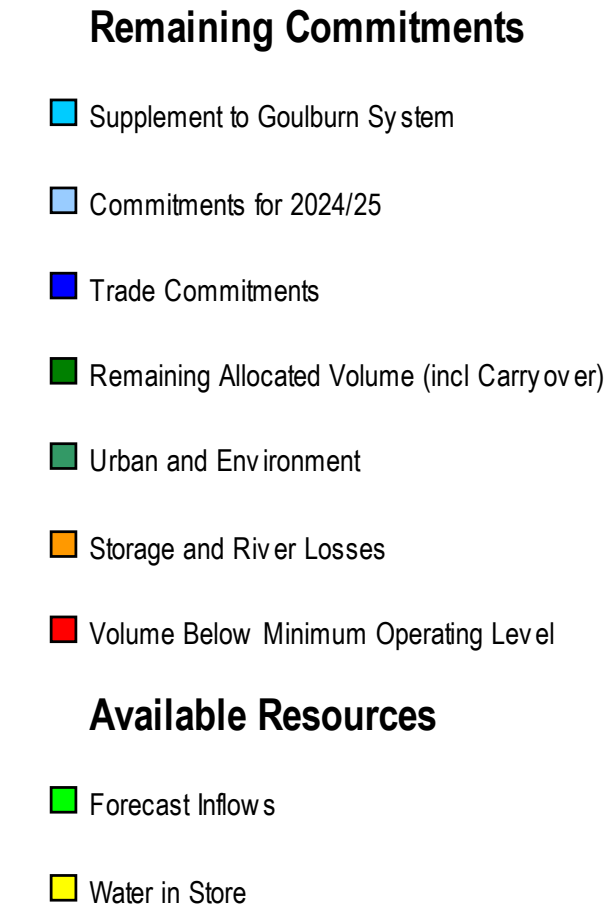 Remaining Commitments
Supplement to Goulburn System
Commitments for 2024/25
Trade Commitments
Remaining Allocated Volume (incl Carryover)
Urban and Environment
Storage and River Losses
Volume Below Minimum Operating Level
Available Resources
Forecast Inflows
Water in Store